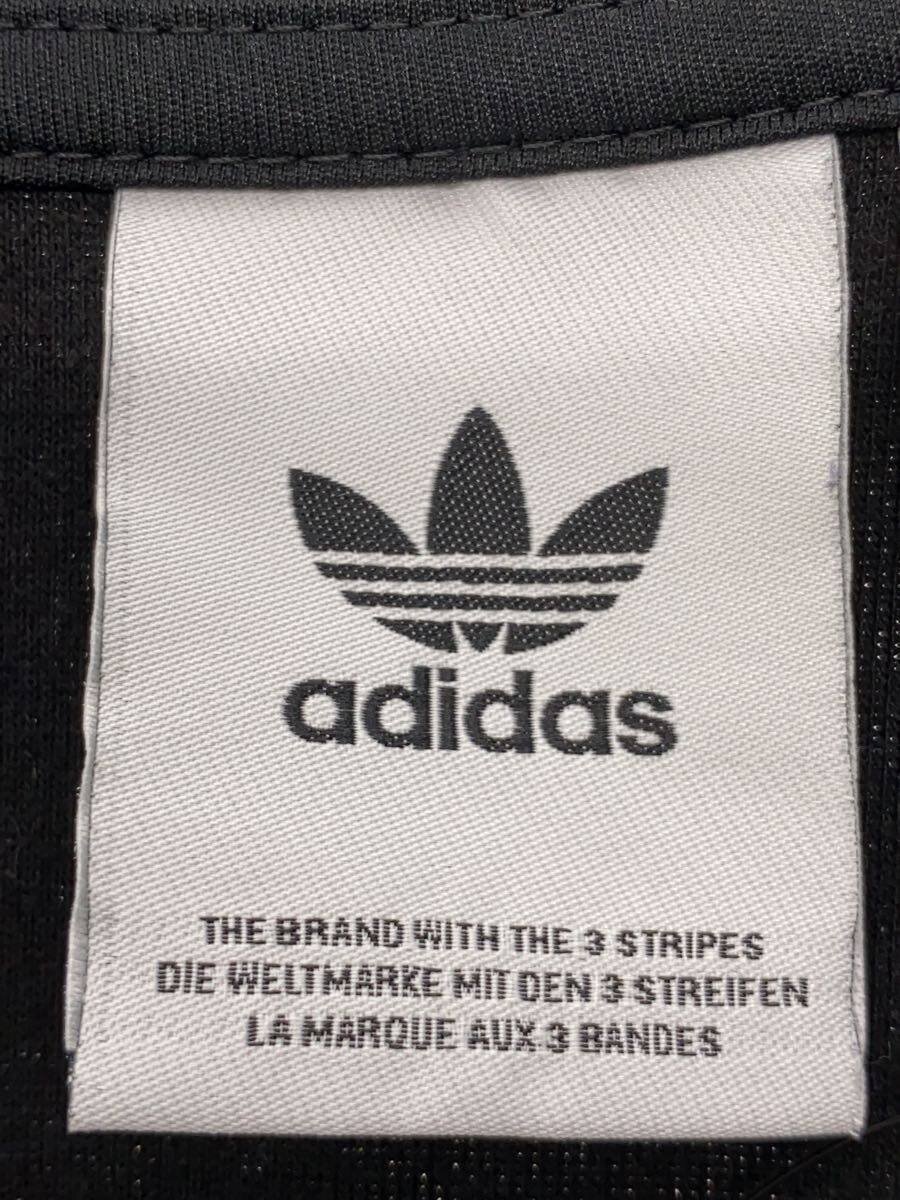 adidas
THE BRAND WITH THE 3 STRIPES
DIE WELTMARKE MIT DEN 3 STREIFEN
LA MARQUE AUX 3 BANDES